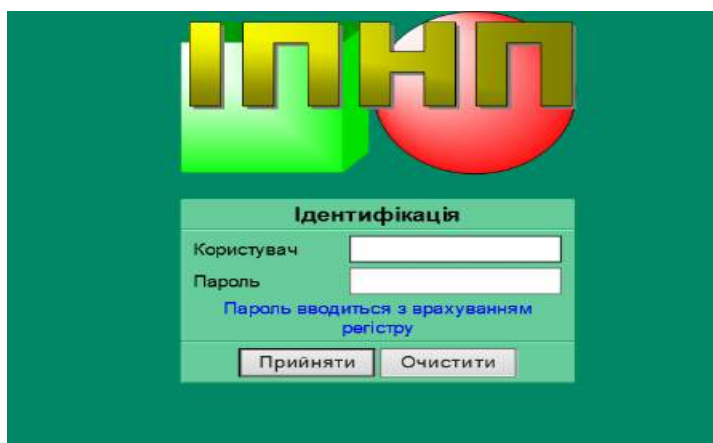 ІПНП
Ідентифікація
Користувач
Пароль
Пароль вводиться з врахуванням
регістру
Прийняти Очистити